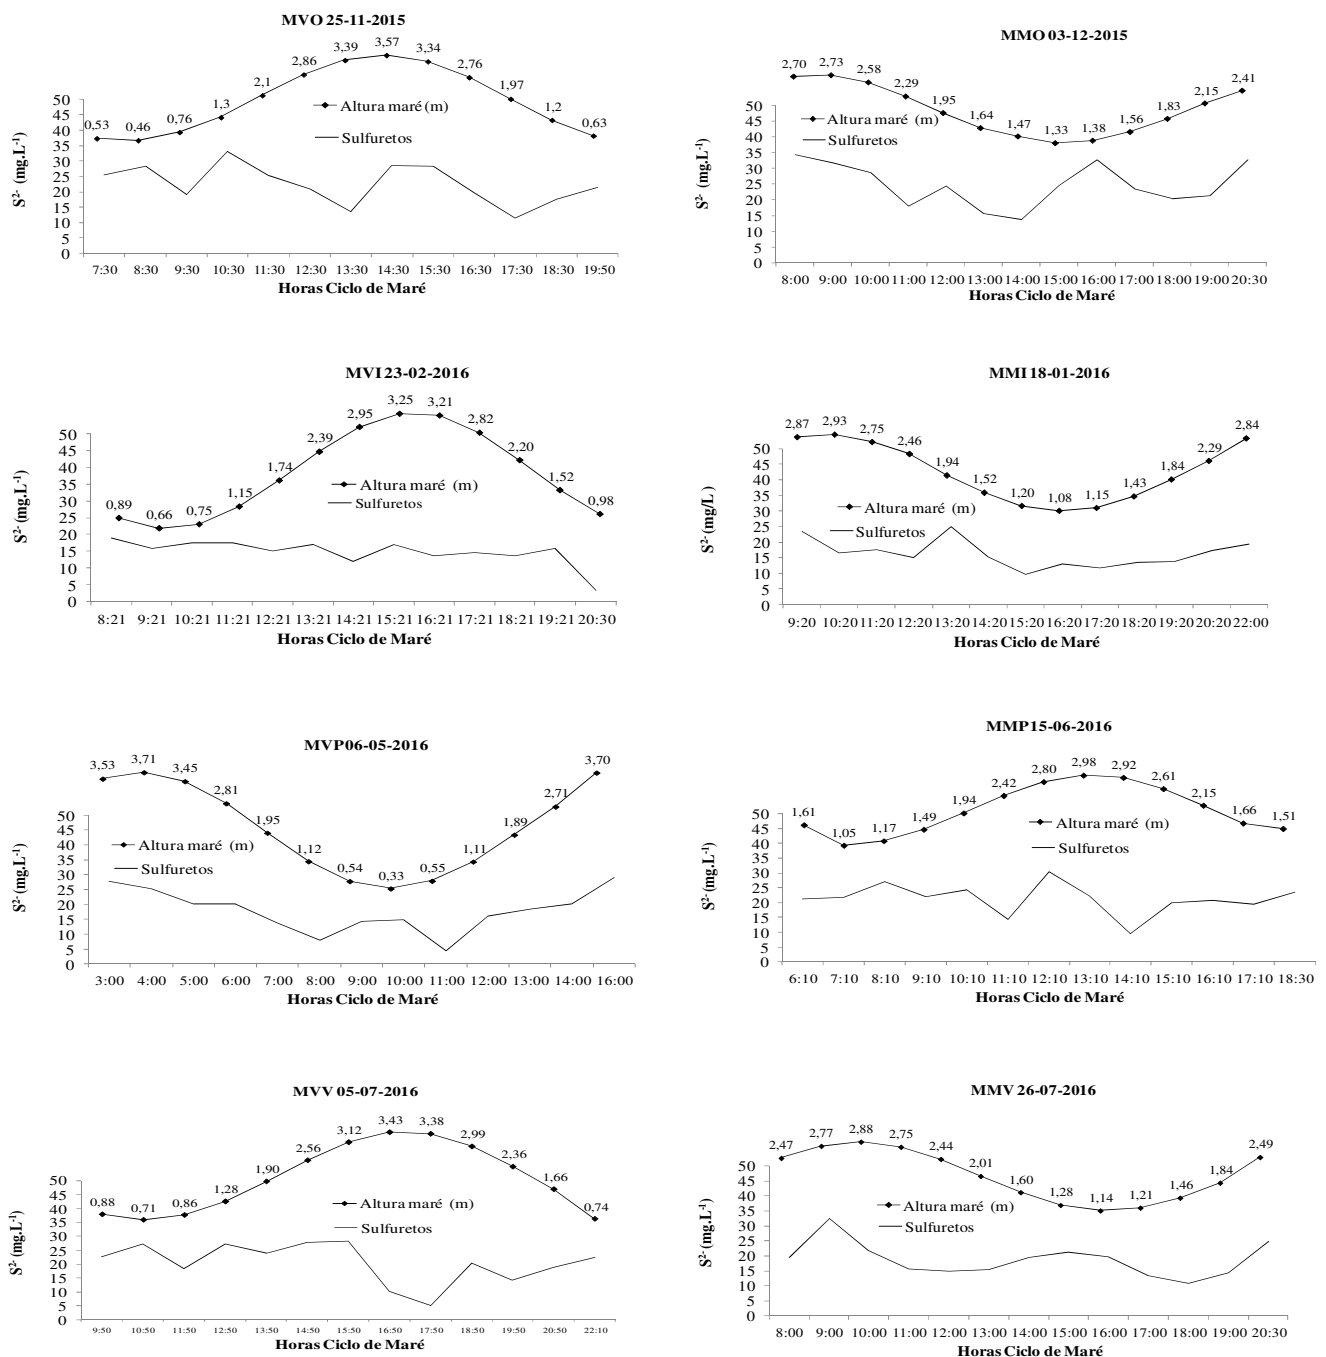 MVO 25-11-2015
3,57
3,39
3,34
2,86
2,76
2,1
1,97
1,3
1,2
0,76
0,53
0,46
0,63
Altura maré (m)
Sulfuretos
50
45
40
35
30
25
20
15
10
5
0
S²⁻ (mg.L⁻¹)
7:30 8:30 9:30 10:30 11:30 12:30 13:30 14:30 15:30 16:30 17:30 18:30 19:50
Horas Ciclo de Maré
MMO 03-12-2015
2,70 2,73 2,58 2,29 1,95 1,64 1,47 1,33 1,38 1,56 1,83 2,15 2,41
Altura maré (m)
Sulfuretos
50
45
40
35
30
25
20
15
10
5
0
S²⁻ (mg.L⁻¹)
8:00 9:00 10:00 11:00 12:00 13:00 14:00 15:00 16:00 17:00 18:00 19:00 20:30
Horas Ciclo de Maré
MVI 23-02-2016
0,89 0,66 0,75 1,15 1,74 2,39 2,95 3,25 3,21 2,82 2,20 1,52 0,98
Altura maré (m)
Sulfuretos
50
45
40
35
30
25
20
15
10
5
0
S²⁻ (mg.L⁻¹)
8:21 9:21 10:21 11:21 12:21 13:21 14:21 15:21 16:21 17:21 18:21 19:21 20:30
Horas Ciclo de Maré
MMI 18-01-2016
2,87 2,93 2,75 2,46 1,94 1,52 1,20 1,08 1,15 1,43 1,84 2,29 2,84
Altura maré (m)
Sulfuretos
50
45
40
35
30
25
20
15
10
5
0
S²⁻ (mg/L )
9:20 10:20 11:20 12:20 13:20 14:20 15:20 16:20 17:20 18:20 19:20 20:20 22:00
Horas Ciclo de Maré
MVP 06-05-2016
3,53 3,71 3,45 2,81 1,95 1,12 0,54 0,33 0,55 1,11 1,89 2,71 3,70
Altura maré (m)
Sulfuretos
50
45
40
35
30
25
20
15
10
5
0
S²⁻ (mg.L⁻¹)
3:00 4:00 5:00 6:00 7:00 8:00 9:00 10:00 11:00 12:00 13:00 14:00 16:00
Horas Ciclo de Maré
MMP 15-06-2016
1,61 1,05 1,17 1,49 1,94 2,42 2,80 2,98 2,92 2,61 2,15 1,66 1,51
Altura maré (m)
Sulfuretos
50
45
40
35
30
25
20
15
10
5
0
S²⁻ (mg.L⁻¹)
6:10 7:10 8:10 9:10 10:10 11:10 12:10 13:10 14:10 15:10 16:10 17:10 18:30
Horas Ciclo de Maré
MVV 05-07-2016
0,88 0,71 0,86 1,28 1,90 2,56 3,12 3,43 3,38 2,99 2,36 1,66 0,74
Altura maré (m)
Sulfuretos
50
45
40
35
30
25
20
15
10
5
0
S²⁻ (mg.L⁻¹)
9:50 10:50 11:50 12:50 13:50 14:50 15:50 16:50 17:50 18:50 19:50 20:50 22:10
Horas Ciclo de Maré
MMV 26-07-2016
2,47 2,77 2,88 2,75 2,44 2,01 1,60 1,28 1,14 1,21 1,46 1,84 2,49
Altura maré (m)
Sulfuretos
50
45
40
35
30
25
20
15
10
5
0
S²⁻ (mg.L⁻¹)
8:00 9:00 10:00 11:00 12:00 13:00 14:00 15:00 16:00 17:00 18:00 19:00 20:30
Horas Ciclo de Maré